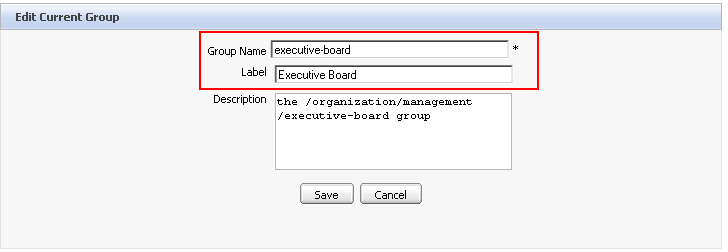 Edit Current Group
Group Name executive-board *
Label Executive Board
Description the /organization/management
/executive-board group
Save Cancel